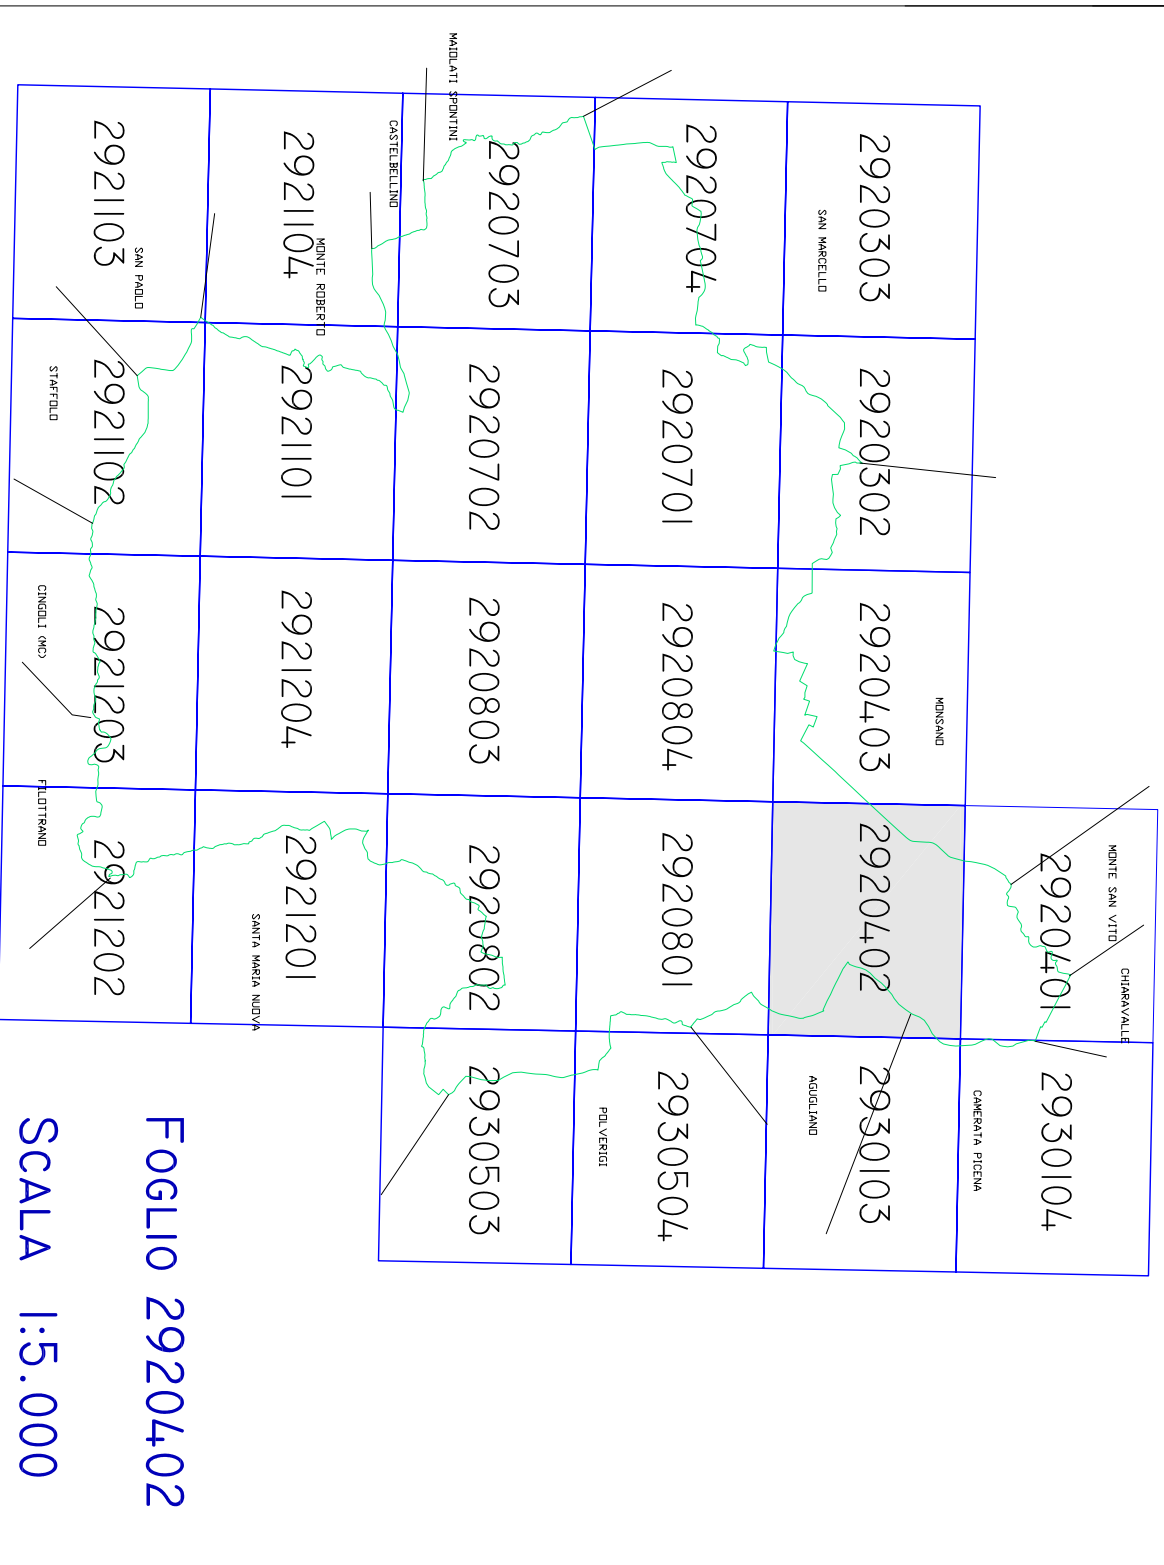 MONTE SAN VITO
CHIARAVALLE
2920401
2930104
CAMERATA PICENA
MONSANO
2920303
2920302
2920403
2920402
2930103
SAN MARCELLO
AGUGLIANO
2920704
2920701
2920804
2920801
2930504
POLVERIGI
2920703
2920702
2920803
2920802
2930503
MAIOLATI SPONTINI
CASTELBELLINO
MONTE ROBERTO
2921104
2921101
2921204
2921201
SANTA MARIA NUOVA
SAN PAOLO
2921103
2921102
2921203
2921202
STAFFOLO
CINGOLI (MC)
FILOTTRANO
FOGLIO 2920402
SCALA 1:5.000